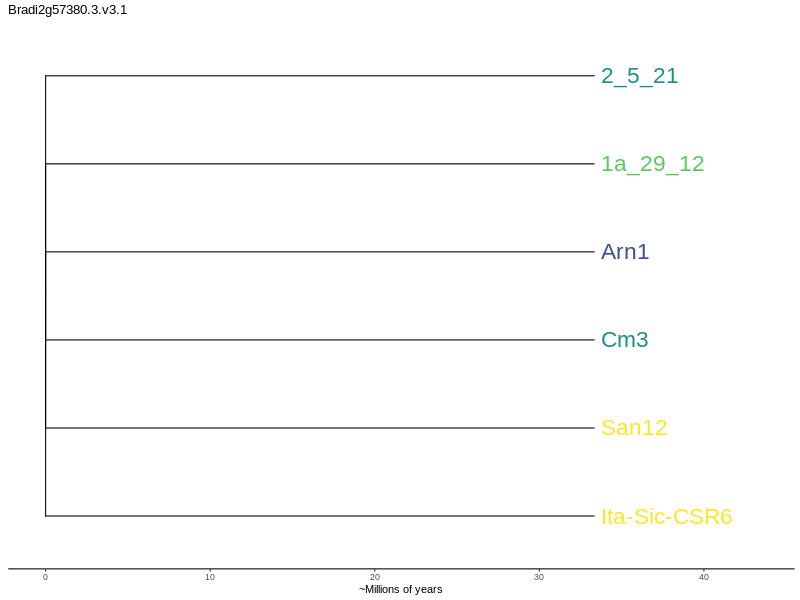 Bradi2g57380.3.v3.1
2_5_21
1a_29_12
Arn1
Cm3
San12
Ita-Sic-CSR6
0 10 20 30 40
~Millions of years